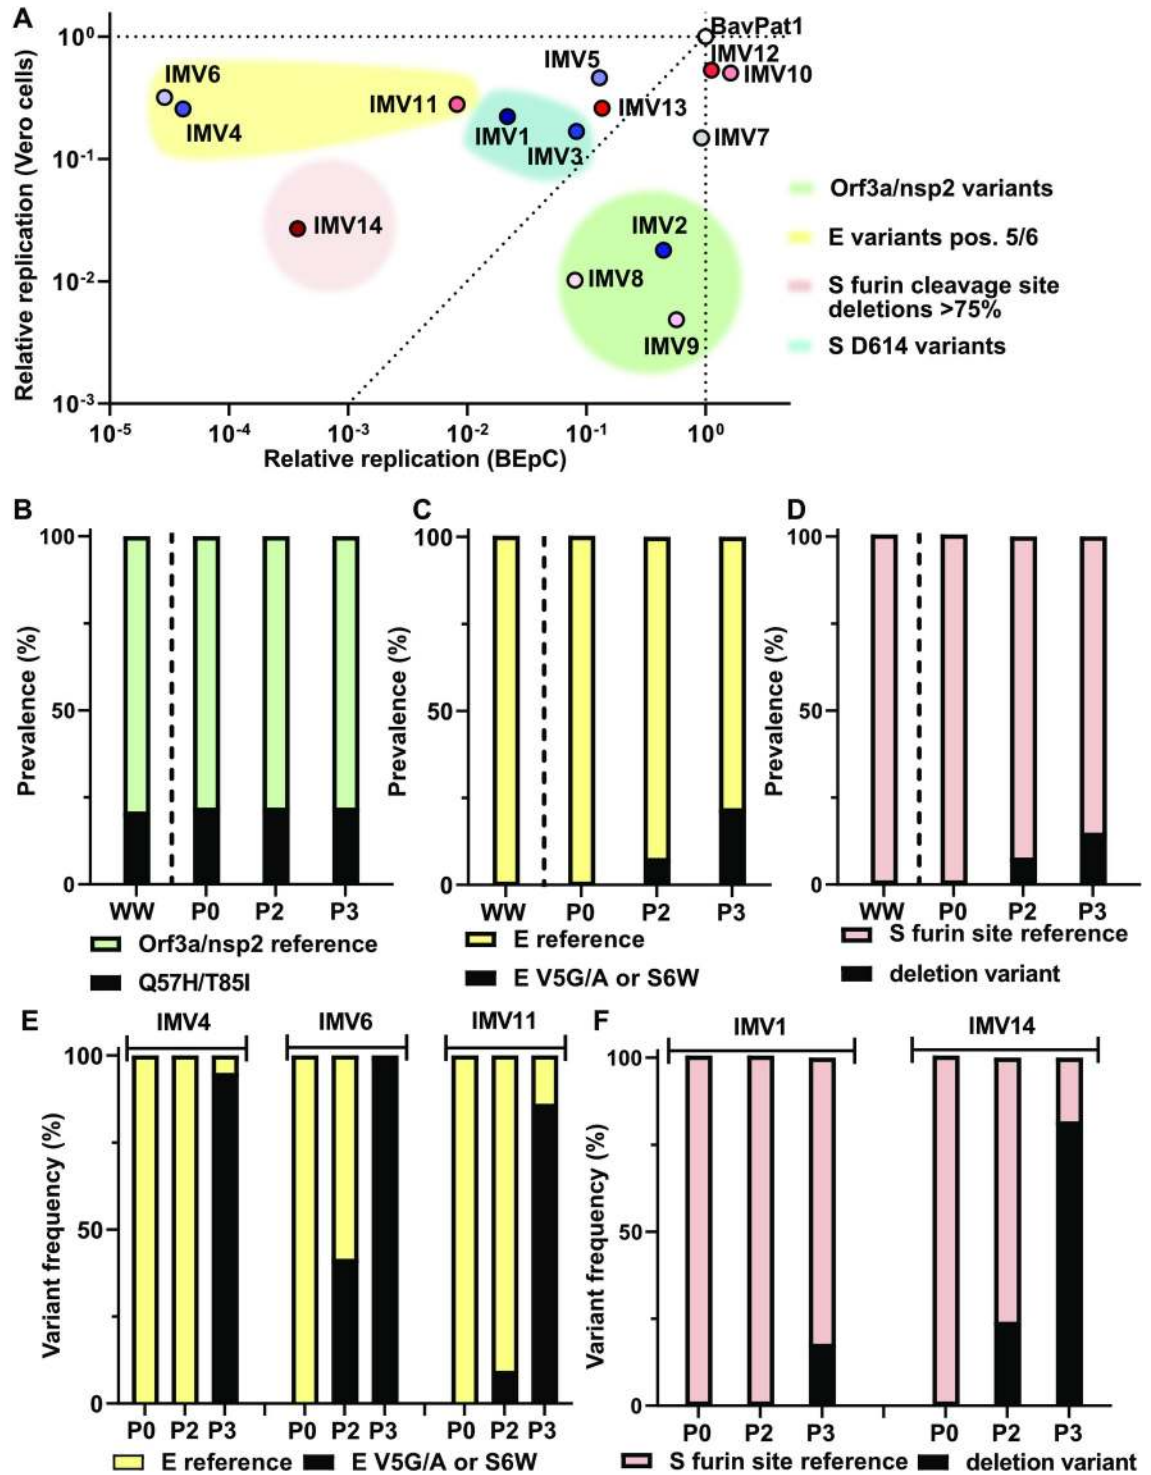 A
Relative replication (Vero cells)
10⁰
10⁻¹
10⁻²
10⁻³
BavPat1
IMV12
IMV10
IMV5
IMV6
IMV11
IMV13
IMV4
IMV1
IMV7
IMV3
IMV14
IMV2
IMV8
IMV9
Orf3a/nsp2 variants
E variants pos. 5/6
S furin cleavage site
deletions >75%
S D614 variants
10⁻⁵ 10⁻⁴ 10⁻³ 10⁻² 10⁻¹ 10⁰
Relative replication (BEpC)
B
Prevalence (%)
100
50
0
WW P0 P2 P3
Orf3a/nsp2 reference
Q57H/T85I
C
Prevalence (%)
100
50
0
WW P0 P2 P3
E reference
E V5G/A or S6W
D
Prevalence (%)
100
50
0
WW P0 P2 P3
S furin site reference
deletion variant
E
IMV4 IMV6 IMV11
Variant frequency (%)
100
50
0
P0 P2 P3 P0 P2 P3 P0 P2 P3
E reference E V5G/A or S6W
F
IMV1 IMV14
Variant frequency (%)
100
50
0
P0 P2 P3 P0 P2 P3
S furin site reference deletion variant